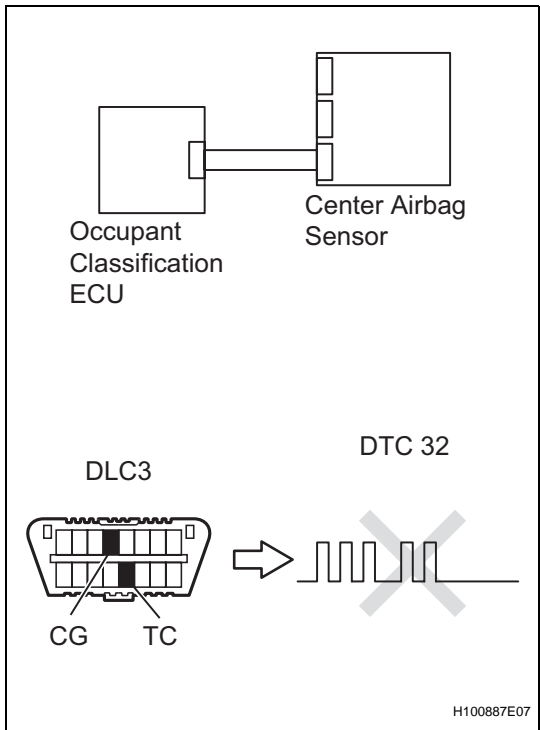 Occupant
Classification
ECU
Center Airbag
Sensor
DTC 32
DLC3
CG TC
H100887E07